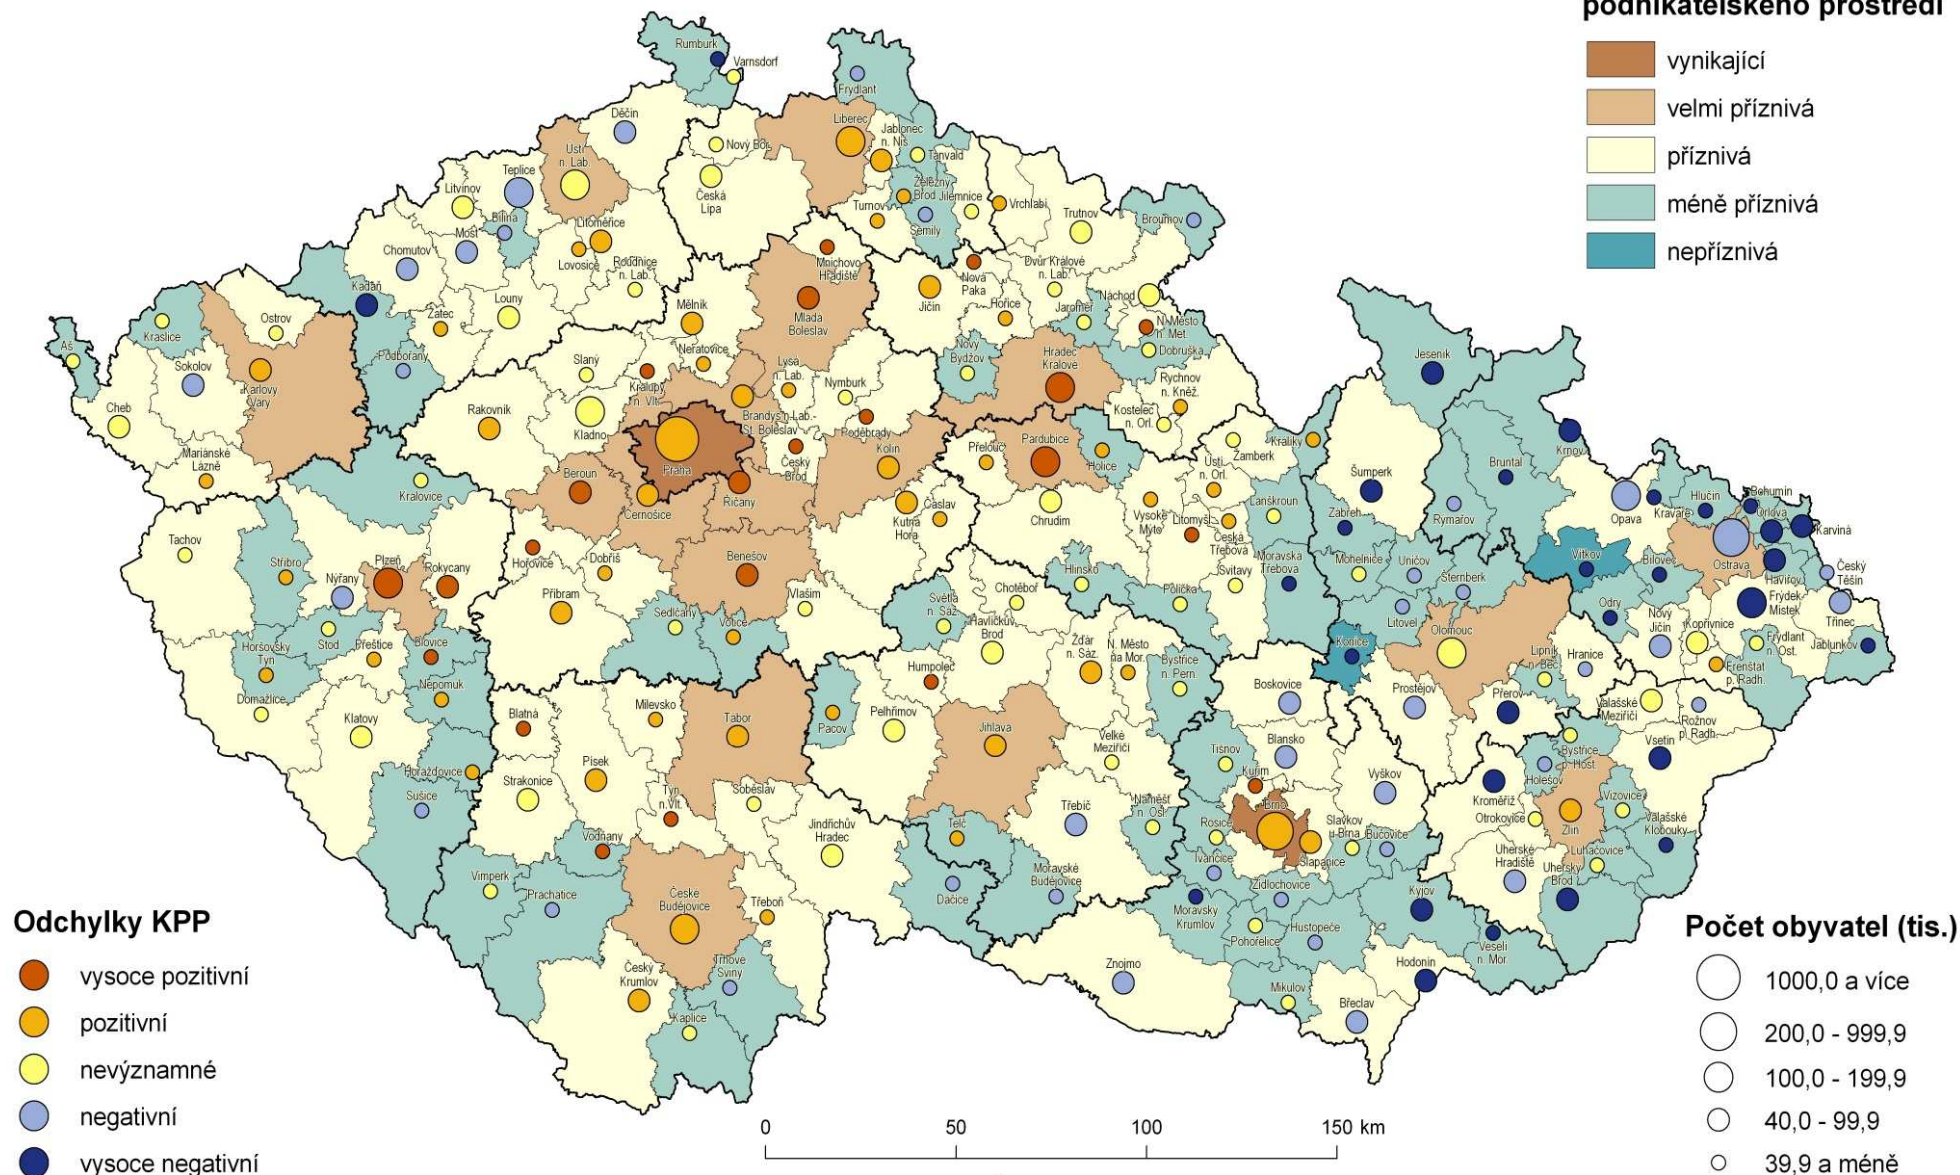 podnikatelského prostředí
vynikající
velmi příznivá
příznivá
méně příznivá
nepříznivá
Rumburk
Varnsdorf
Frýdlant
Děčín
Liberec
Jablonec
n. Nis.
Nový Bor
Tanvald
Ústí
n. Lab.
Teplice
Litvínov
Česká
Lípa
Železný
Brod
Jilemnice
Vrchlabí
Trutnov
Broumov
Turnov
Semily
Bílina
Litoměřice
Most
Chomutov
Lovosice
Roudnice
n. Lab.
Mnichovo
Hradiště
Nová
Paka
Dvůr Králové
n. Lab.
Náchod
Kadaň
Louny
Žatec
Mělník
Mladá
Boleslav
Jičín
Hořice
Jaroměř
N. Město
n. Met.
Dobruška
Ostrov
Kraslice
Aš
Sokolov
Karlovy
Vary
Podbořany
Slaný
Neratovice
Kralupy
n. Vlt.
Lysá
n. Lab.
Nymburk
Nový
Bydžov
Hradec
Králové
Rychnov
n. Kněž.
Kostelec
n. Orl.
Jeseník
Cheb
Rakovník
Kladno
Brandýs n.Lab.-
St. Boleslav
Poděbrady
Praha
Český
Brod
Kolín
Přelouč
Pardubice
Holice
Žamberk
Králíky
Krnov
Mariánské
Lázně
Kralovice
Beroun
Černošice
Říčany
Kutná
Hora
Čáslav
Chrudim
Vysoké
Mýto
Ústí
n. Orl.
Litomyšl
Česká
Třebová
Lanškroun
Šumperk
Bruntál
Rýmařov
Zábřeh
Opava
Kravaře
Hlučín
Bohumín
Orlová
Karviná
Tachov
Stříbro
Nýřany
Plzeň
Rokycany
Hořovice
Dobříš
Příbram
Benešov
Vlašim
Sedlčany
Votice
Světlá
n. Sáz.
Chotěboř
Havlíčkův
Brod
Hlinsko
Polička
Svitavy
Moravská
Třebová
Mohelnice
Uničov
Šternberk
Litovel
Olomouc
Konice
Vítkov
Bílovec
Ostrava
Havířov
Český
Těšín
Frýdek-
Místek
Třinec
Jablunkov
Odry
Nový
Jičín
Kopřivnice
Frýdlant
n. Ost.
Frenštát
p. Radh.
Horšovský
Týn
Stod
Přeštice
Blovice
Nepomuk
Domažlice
Klatovy
Horažďovice
Sušice
Blatná
Milevsko
Tábor
Písek
Strakonice
Týn
n.Vlt.
Soběslav
Vodňany
Humpolec
Pacov
Pelhřimov
Jihlava
Žďár
n. Sáz.
N. Město
na Mor.
Bystřice
n. Pern.
Velké
Meziříčí
Boskovice
Prostějov
Přerov
Lipník
n. Beč.
Hranice
Valašské
Meziříčí
Rožnov
p. Radh.
Vsetín
Bystřice
p. Host.
Holešov
Blansko
Vyškov
Tišnov
Kuřim
Brno
Kroměříž
Otrokovice
Zlín
Vizovice
Valašské
Klobouky
Luhačovice
Jindřichův
Hradec
Telč
Třebíč
Náměšť
n. Osl.
Rosice
Ivančice
Slavkov
u Brna
Bučovice
Šlapanice
Uherské
Hradiště
Uherský
Brod
Vimperk
Prachatice
České
Budějovice
Třeboň
Dačice
Moravské
Budějovice
Moravský
Krumlov
Židlochovice
Pohořelice
Hustopeče
Kyjov
Veselí
n. Mor.
Český
Krumlov
Trhové
Sviny
Kaplice
Znojmo
Mikulov
Břeclav
Hodonín
Odchylky KPP
vysoce pozitivní
pozitivní
nevýznamné
negativní
vysoce negativní
Počet obyvatel (tis.)
1000,0 a více
200,0 - 999,9
100,0 - 199,9
40,0 - 99,9
39,9 a méně
0
50
100
150 km